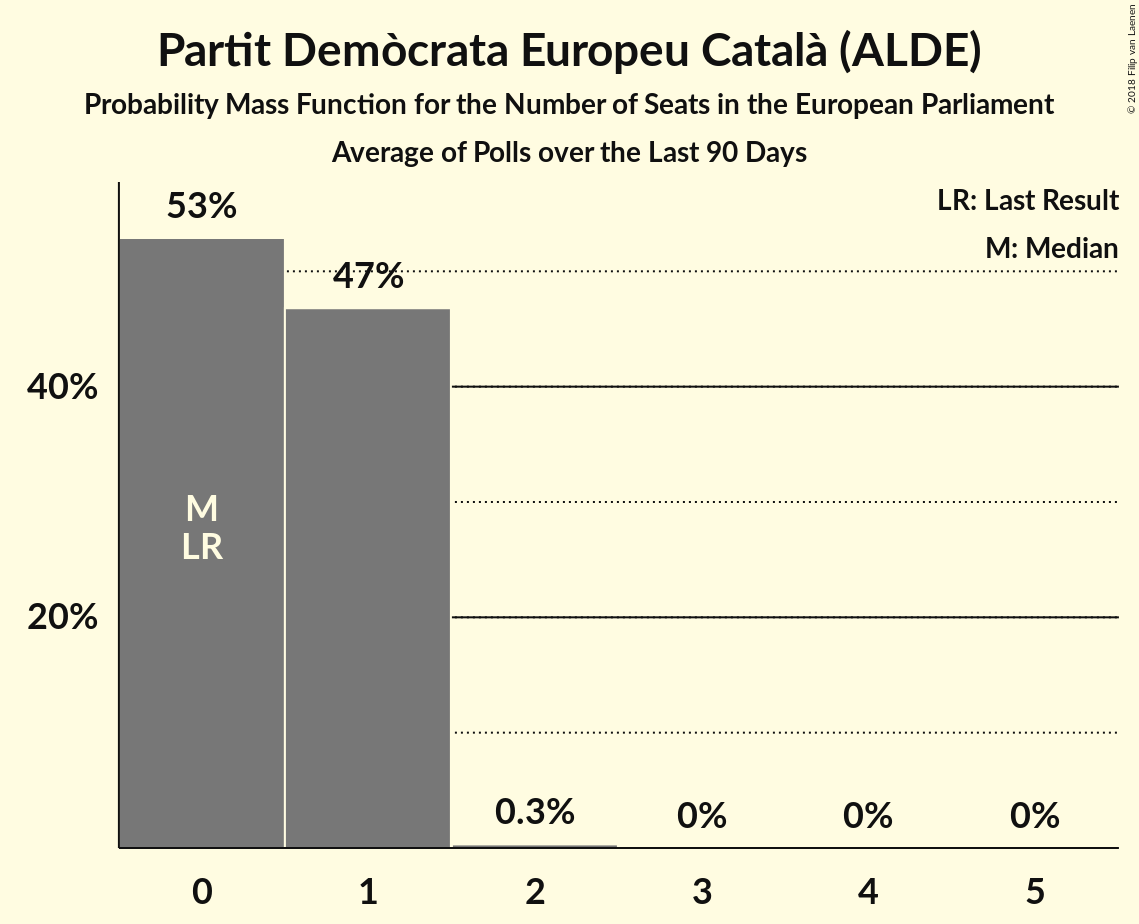 Partit Demòcrata Europeu Català (ALDE)
Probability Mass Function for the Number of Seats in the European Parliament
Average of Polls over the Last 90 Days
© 2018 Filip van Laenen
LR: Last Result
M: Median
53%
47%
40%
M
LR
20%
0.3%
0%
0%
0%
0
1
2
3
4
5